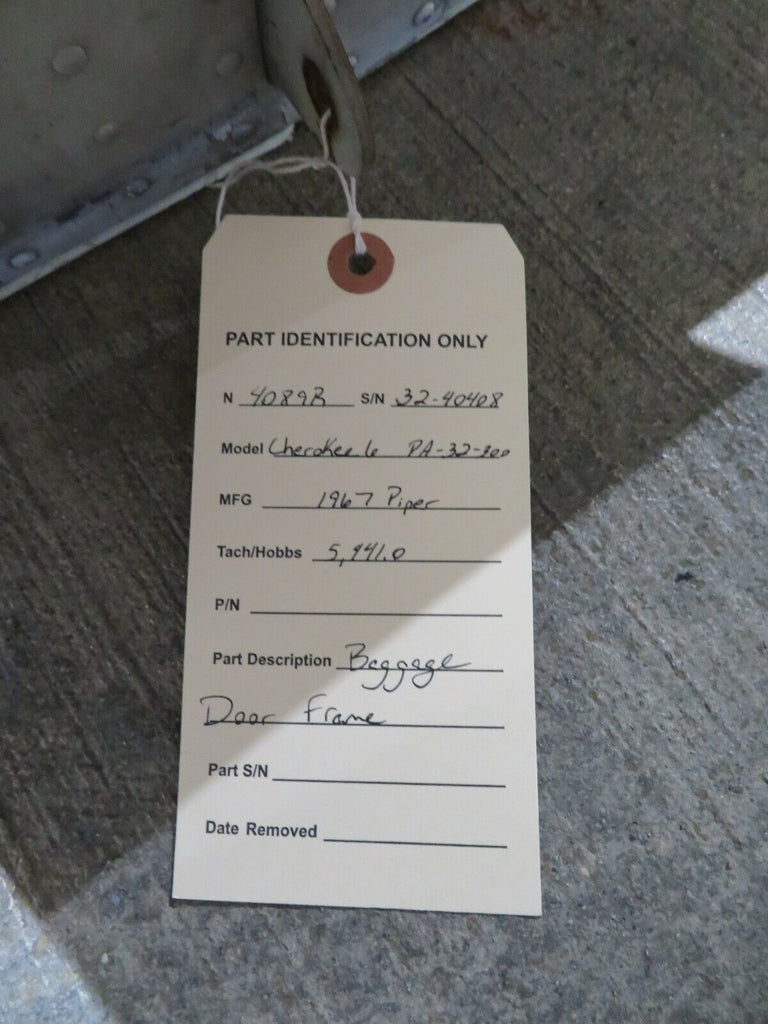 PART IDENTIFICATION ONLY
N 4089R S/N 32-40408
Model Cherokee 6 PA-32-300
MFG 1967 Piper
Tach/Hobbs 5,941.0
P/N
Part Description Baggage
Door Frame
Part S/N
Date Removed